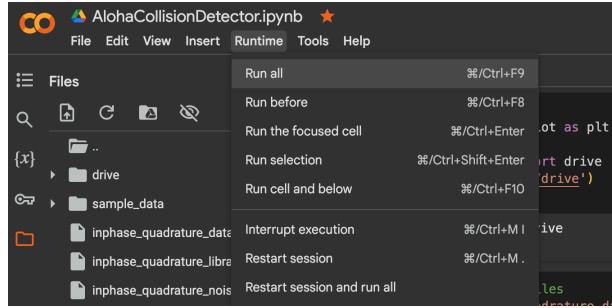 AlohaCollisionDetector.ipynb
File Edit View Insert Runtime Tools Help
Files
Run all ⌘/Ctrl+F9
Run before ⌘/Ctrl+F8
Run the focused cell ⌘/Ctrl+Enter
Run selection ⌘/Ctrl+Shift+Enter
Run cell and below ⌘/Ctrl+F10
Interrupt execution ⌘/Ctrl+M I
Restart session ⌘/Ctrl+M .
Restart session and run all
{x}
..
drive
sample_data
inphase_quadrature_data
inphase_quadrature_libra
inphase_quadrature_nois
lot as plt
ort drive
/drive')
ive
les